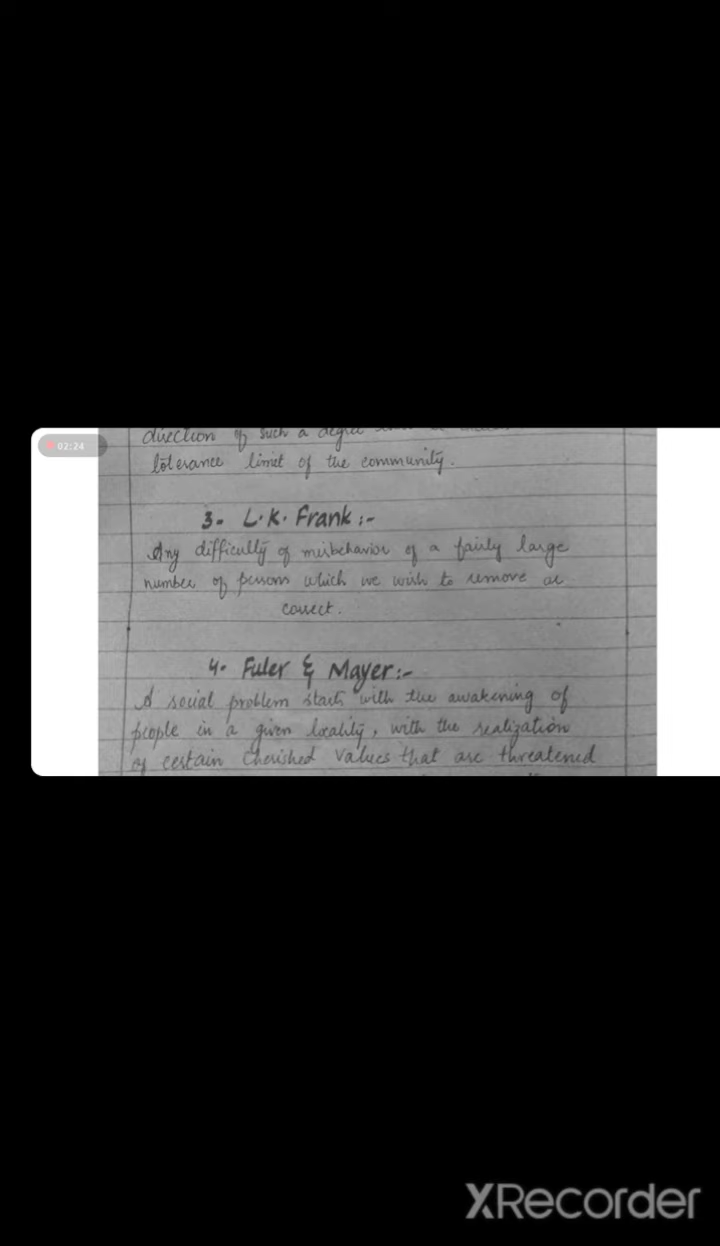 02:24
direction of such a degree
tolerance limit of the community.
3- L.K. Frank:-
Any difficulty of misbehavior of a fairly large
number of persons which we wish to remove or
correct.
4- Fuler & Mayer:-
A social problem starts with the awakening of
people in a given locality, with the realization
of certain cherished values that are threatened
XRecorder